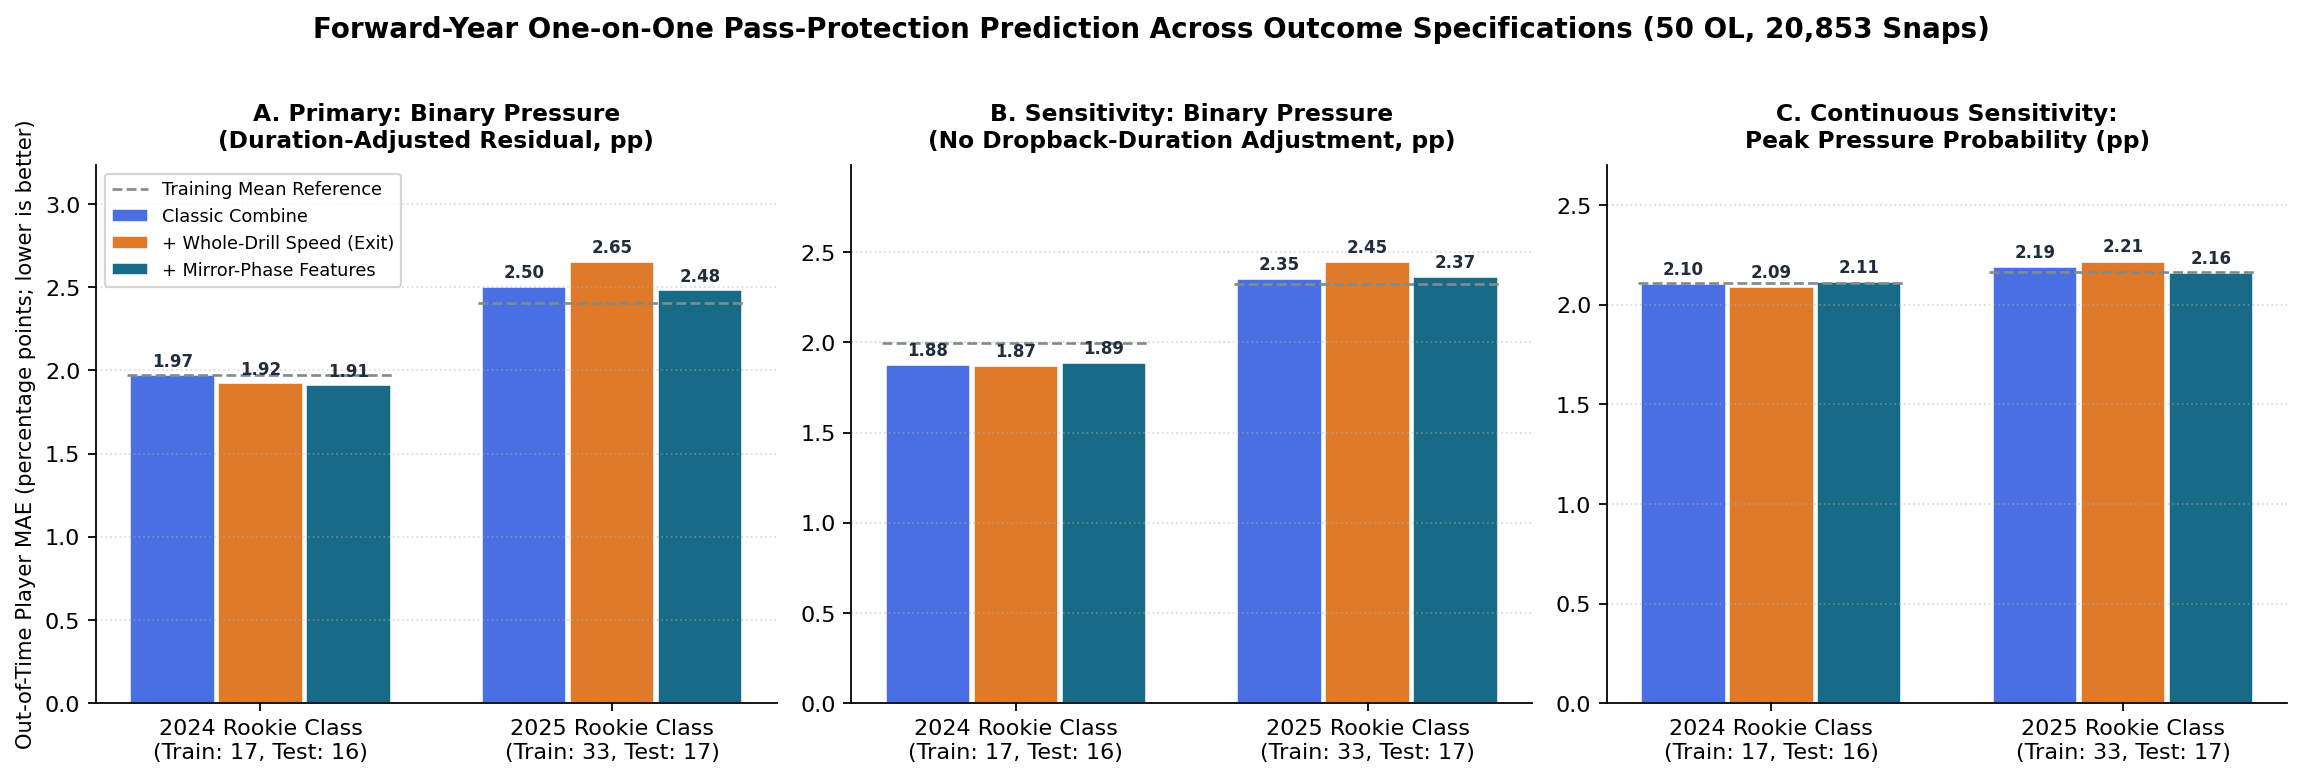 Forward-Year One-on-One Pass-Protection Prediction Across Outcome Specifications (50 OL, 20,853 Snaps)
Out-of-Time Player MAE (percentage points; lower is better)
A. Primary: Binary Pressure
(Duration-Adjusted Residual, pp)
Training Mean Reference
Classic Combine
+ Whole-Drill Speed (Exit)
+ Mirror-Phase Features
3.0
2.5
2.0
1.5
1.0
0.5
0.0
1.97
1.92
1.91
2.50
2.65
2.48
2024 Rookie Class
(Train: 17, Test: 16)
2025 Rookie Class
(Train: 33, Test: 17)
B. Sensitivity: Binary Pressure
(No Dropback-Duration Adjustment, pp)
2.5
2.0
1.5
1.0
0.5
0.0
1.88
1.87
1.89
2.35
2.45
2.37
2024 Rookie Class
(Train: 17, Test: 16)
2025 Rookie Class
(Train: 33, Test: 17)
C. Continuous Sensitivity:
Peak Pressure Probability (pp)
2.5
2.0
1.5
1.0
0.5
0.0
2.10
2.09
2.11
2.19
2.21
2.16
2024 Rookie Class
(Train: 17, Test: 16)
2025 Rookie Class
(Train: 33, Test: 17)